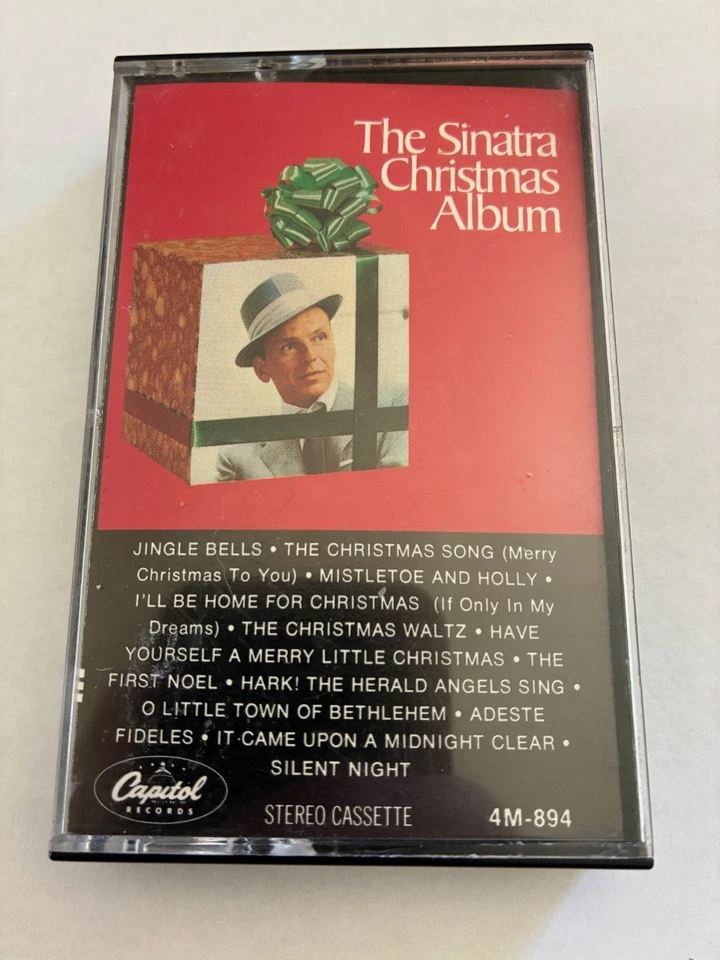 The Sinatra
Christmas
Album
JINGLE BELLS • THE CHRISTMAS SONG (Merry
Christmas To You) • MISTLETOE AND HOLLY •
I'LL BE HOME FOR CHRISTMAS (If Only In My
Dreams) • THE CHRISTMAS WALTZ • HAVE
YOURSELF A MERRY LITTLE CHRISTMAS • THE
FIRST NOEL • HARK! THE HERALD ANGELS SING •
O LITTLE TOWN OF BETHLEHEM • ADESTE
FIDELES • IT CAME UPON A MIDNIGHT CLEAR •
SILENT NIGHT
Capitol
RECORDS
STEREO CASSETTE 4M-894